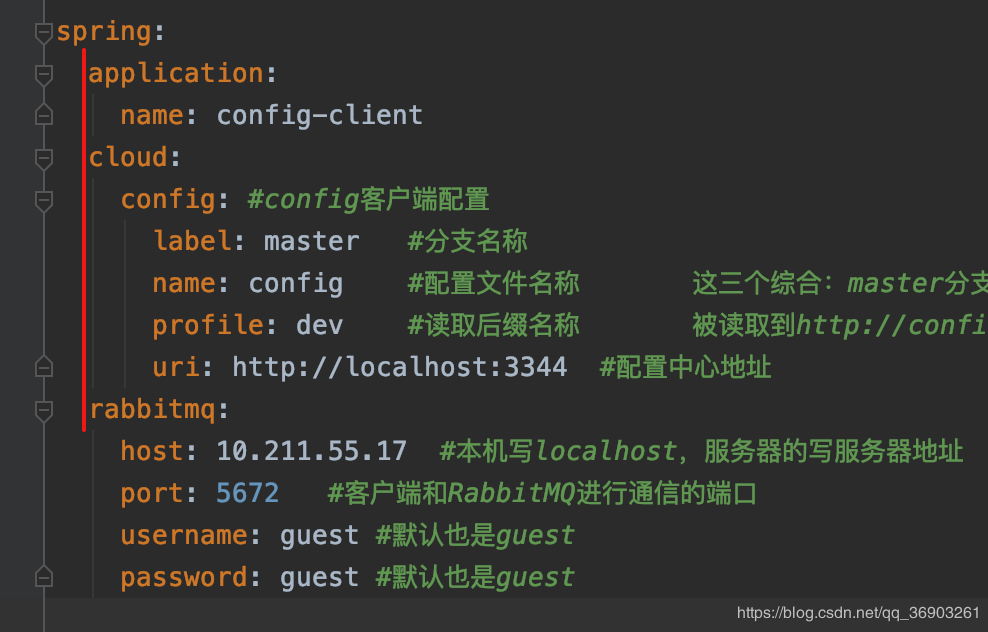 spring:
application:
name: config-client
cloud:
config: #config客户端配置
label: master #分支名称
name: config #配置文件名称 这三个综合：master分支
profile: dev #读取后缀名称 被读取到http://confi
uri: http://localhost:3344 #配置中心地址
rabbitmq:
host: 10.211.55.17 #本机写localhost，服务器的写服务器地址
port: 5672 #客户端和RabbitMQ进行通信的端口
username: guest #默认也是guest
password: guest #默认也是guest
https://blog.csdn.net/qq_36903261